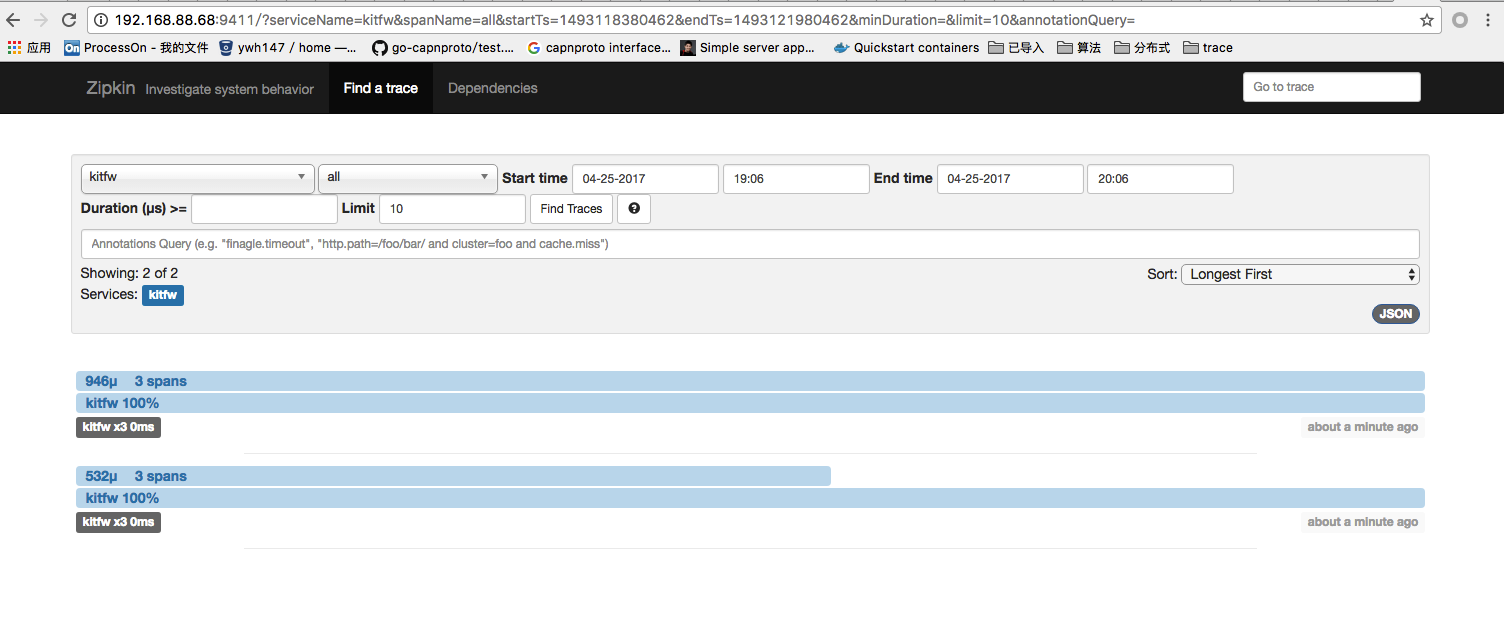 192.168.88.68:9411/?serviceName=kitfw&spanName=all&startTs=1493118380462&endTs=1493121980462&minDuration=&limit=10&annotationQuery=
应用 On ProcessOn - 我的文件 ywh147 / home —... go-capnproto/test.... G capnproto interface... Simple server app... Quickstart containers 已导入 算法 分布式 trace
Zipkin Investigate system behavior Find a trace Dependencies Go to trace
kitfw all Start time 04-25-2017 19:06 End time 04-25-2017 20:06
Duration (μs) >= Limit 10 Find Traces ?
Annotations Query (e.g. "finagle.timeout", "http.path=/foo/bar/ and cluster=foo and cache.miss")
Showing: 2 of 2 Sort: Longest First
Services: kitfw
JSON
946μ 3 spans
kitfw 100%
kitfw x3 0ms about a minute ago
532μ 3 spans
kitfw 100%
kitfw x3 0ms about a minute ago